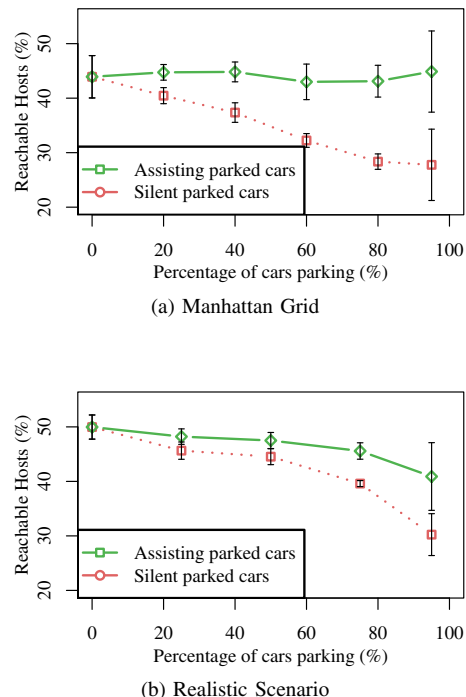 50
40
30
20
Reachable Hosts (%)
Assisting parked cars
Silent parked cars
0 20 40 60 80 100
Percentage of cars parking (%)
(a) Manhattan Grid
50
40
30
20
Reachable Hosts (%)
Assisting parked cars
Silent parked cars
0 20 40 60 80 100
Percentage of cars parking (%)
(b) Realistic Scenario